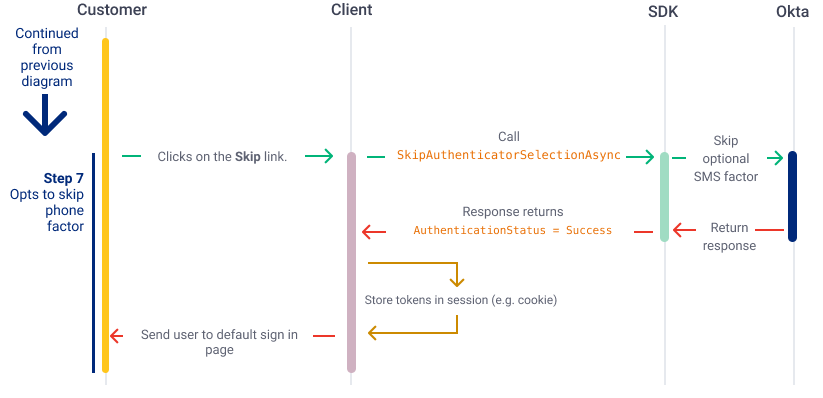 Customer
Client
SDK
Okta
Continued
from
previous
diagram
Clicks on the Skip link.
Call
SkipAuthenticatorSelectionAsync
Skip
optional
SMS factor
Step 7
Opts to skip
phone
factor
Response returns
AuthenticationStatus = Success
Return
response
Store tokens in session (e.g. cookie)
Send user to default sign in
page